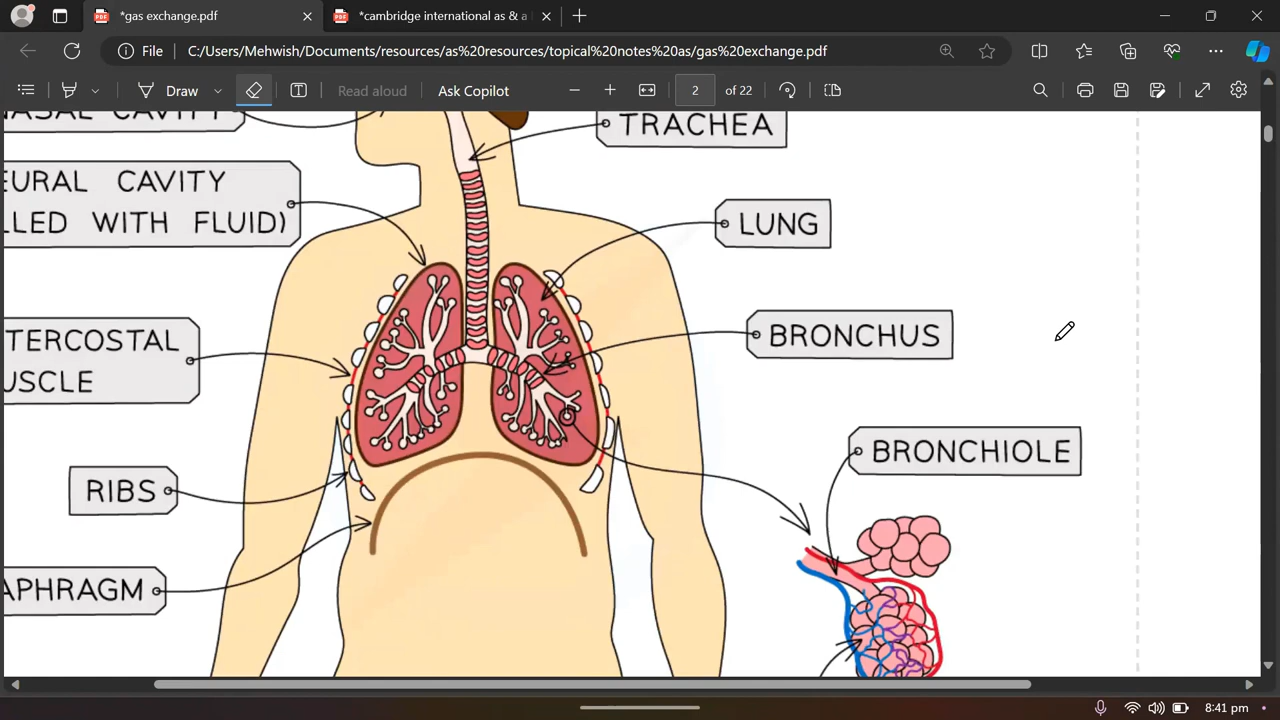 *gas exchange.pdf
*cambridge international as & a
File
C:/Users/Mehwish/Documents/resources/as%20resources/topical%20notes%20as/gas%20exchange.pdf
Draw
Read aloud
Ask Copilot
2
of 22
NASAL CAVITY
TRACHEA
EURAL CAVITY
LLED WITH FLUID)
LUNG
TERCOSTAL
USCLE
BRONCHUS
BRONCHIOLE
RIBS
APHRAGM
8:41 pm